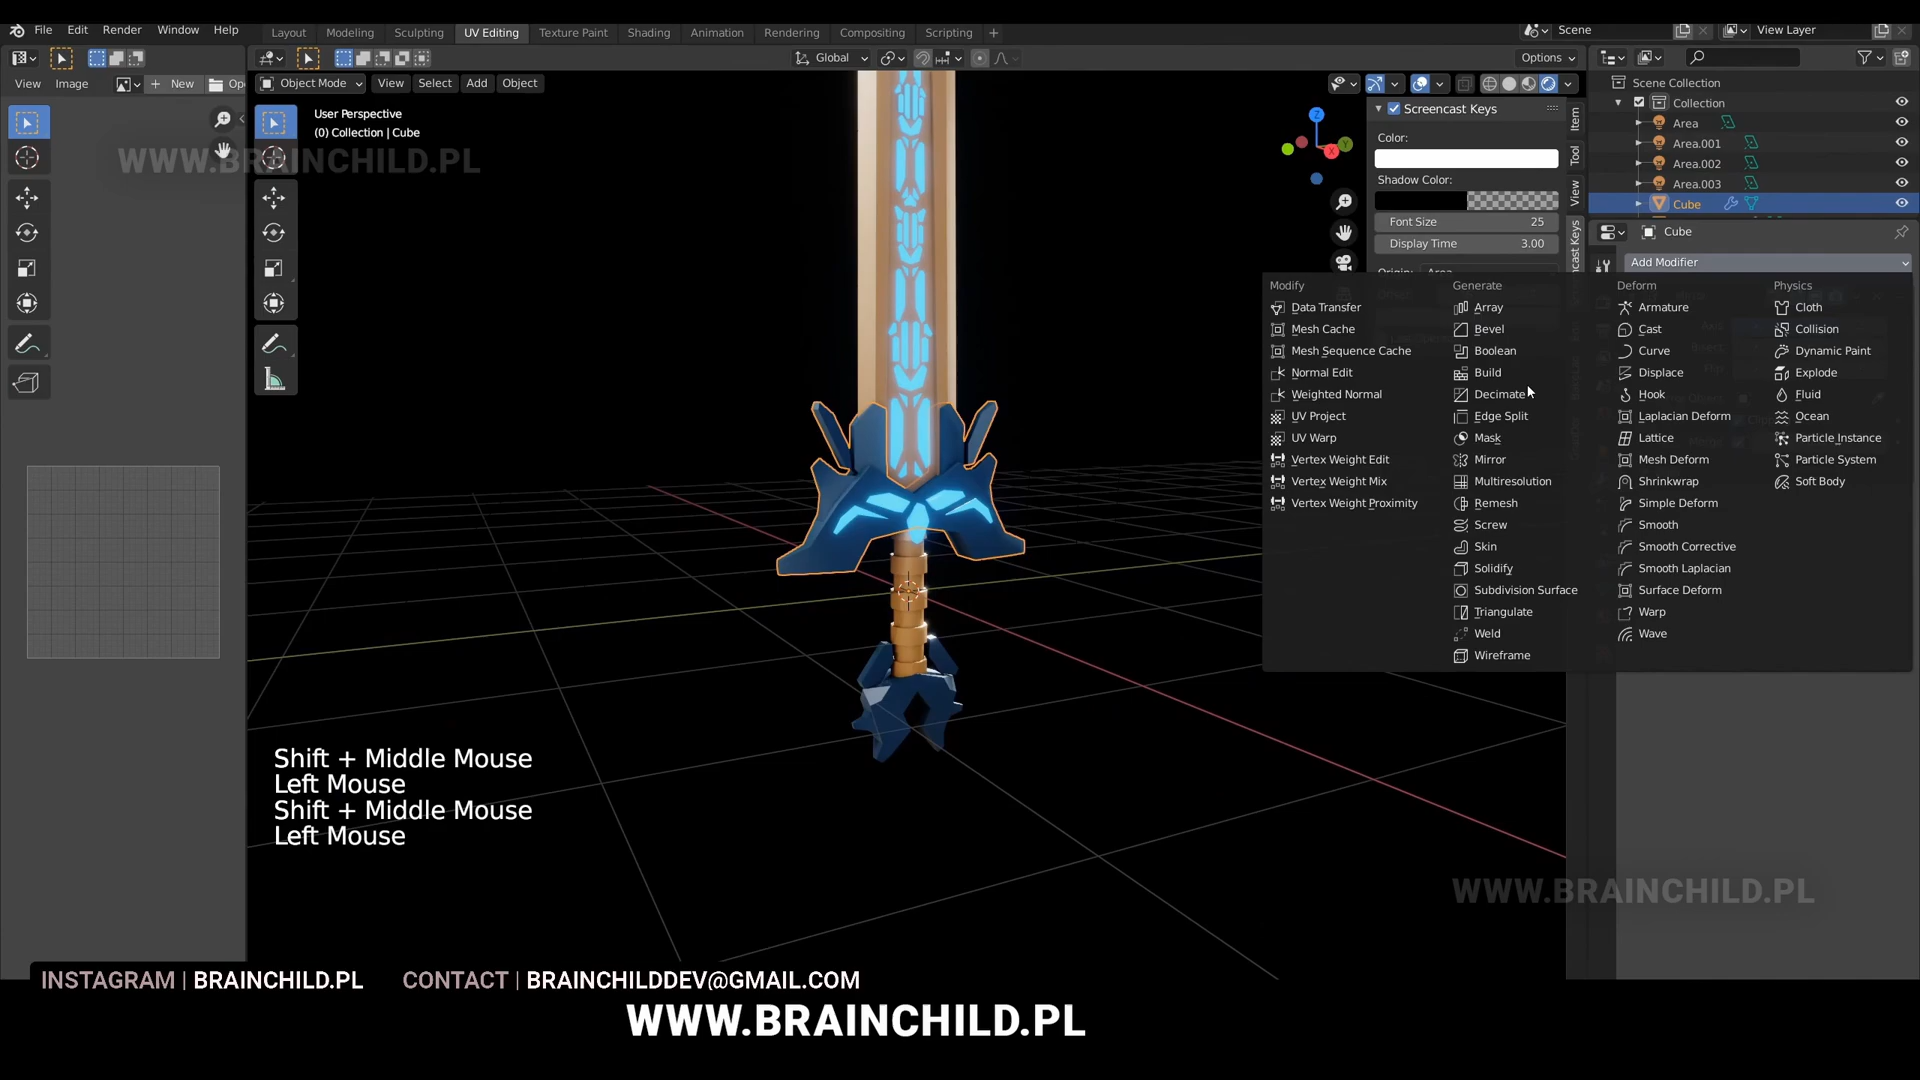 File Edit Render Window Help Layout Modeling Sculpting UV Editing Texture Paint Shading Animation Rendering Compositing Scripting + Scene View Layer
Global Options
View Image + New Op Object Mode View Select Add Object
User Perspective
(0) Collection | Cube
WWW.BRAINCHILD.PL
Screencast Keys
Color:
Shadow Color:
Font Size 25
Display Time 3.00
Item
Tool
View
Scene Collection
Collection
Area
Area.001
Area.002
Area.003
Cube
Cube
Add Modifier
Modify
Data Transfer
Mesh Cache
Mesh Sequence Cache
Normal Edit
Weighted Normal
UV Project
UV Warp
Vertex Weight Edit
Vertex Weight Mix
Vertex Weight Proximity
Generate
Array
Bevel
Boolean
Build
Decimate
Edge Split
Mask
Mirror
Multiresolution
Remesh
Screw
Skin
Solidify
Subdivision Surface
Triangulate
Weld
Wireframe
Deform
Armature
Cast
Curve
Displace
Hook
Laplacian Deform
Lattice
Mesh Deform
Shrinkwrap
Simple Deform
Smooth
Smooth Corrective
Smooth Laplacian
Surface Deform
Warp
Wave
Physics
Cloth
Collision
Dynamic Paint
Explode
Fluid
Ocean
Particle Instance
Particle System
Soft Body
Shift + Middle Mouse
Left Mouse
Shift + Middle Mouse
Left Mouse
WWW.BRAINCHILD.PL
INSTAGRAM | BRAINCHILD.PL CONTACT | BRAINCHILDDEV@GMAIL.COM
WWW.BRAINCHILD.PL